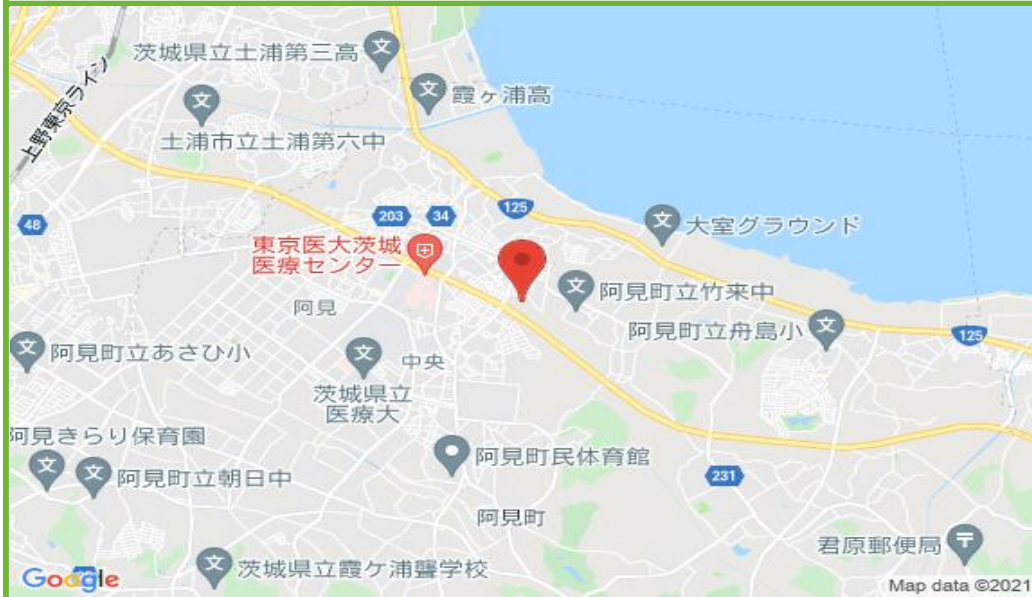 茨城県立土浦第三高
霞ヶ浦高
上野東京ライン
土浦市立土浦第六中
48
203
34
125
大室グラウンド
東京医大茨城
医療センター
阿見町立竹来中
阿見
阿見町立舟島小
125
阿見町立あさひ小
中央
茨城県立
医療大
阿見きらり保育園
阿見町民体育館
阿見町立朝日中
231
阿見町
君原郵便局
茨城県立霞ケ浦聾学校
Google
Map data ©2021